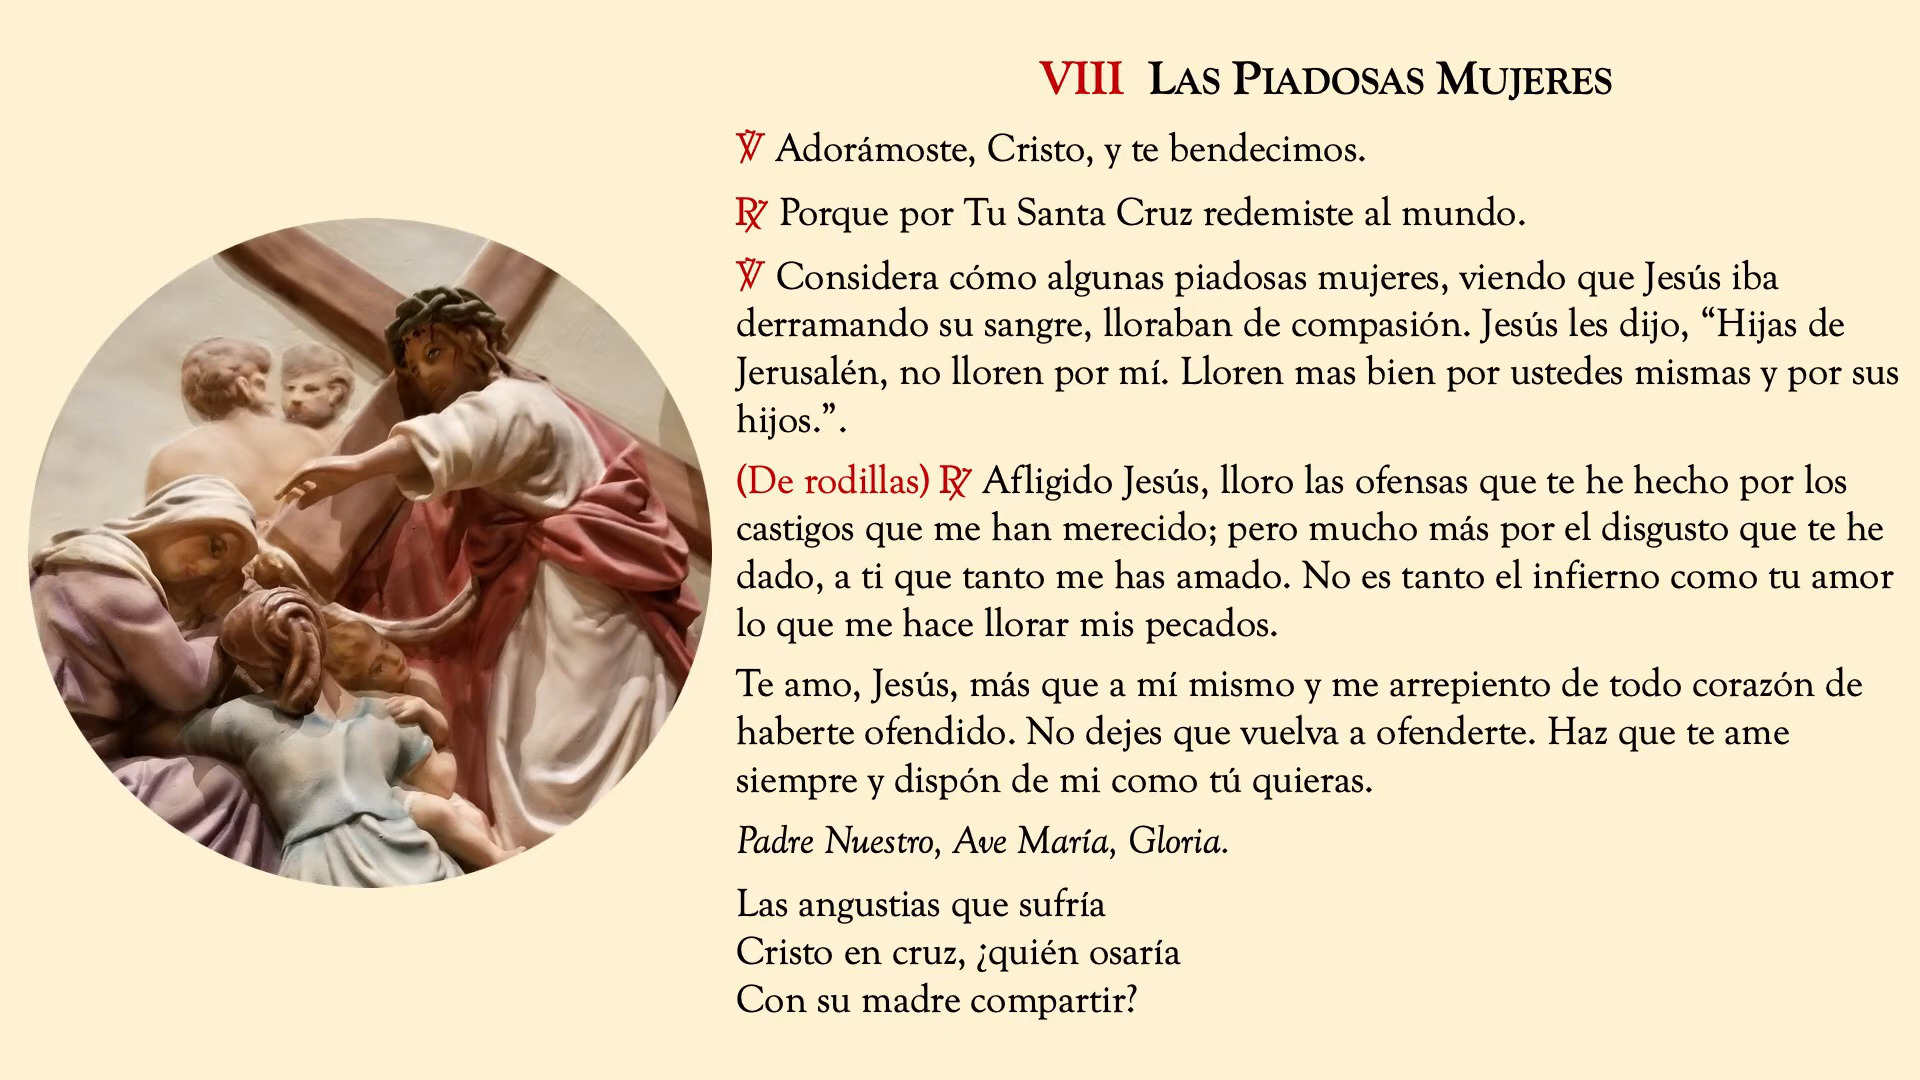 VIII Las Piadosas Mujeres
℣ Adorámoste, Cristo, y te bendecimos.
℟ Porque por Tu Santa Cruz redemiste al mundo.
℣ Considera cómo algunas piadosas mujeres, viendo que Jesús iba
derramando su sangre, lloraban de compasión. Jesús les dijo, “Hijas de
Jerusalén, no lloren por mí. Lloren mas bien por ustedes mismas y por sus
hijos.”.
(De rodillas) ℟ Afligido Jesús, lloro las ofensas que te he hecho por los
castigos que me han merecido; pero mucho más por el disgusto que te he
dado, a ti que tanto me has amado. No es tanto el infierno como tu amor
lo que me hace llorar mis pecados.
Te amo, Jesús, más que a mí mismo y me arrepiento de todo corazón de
haberte ofendido. No dejes que vuelva a ofenderte. Haz que te ame
siempre y dispón de mi como tú quieras.
Padre Nuestro, Ave María, Gloria.
Las angustias que sufría
Cristo en cruz, ¿quién osaría
Con su madre compartir?